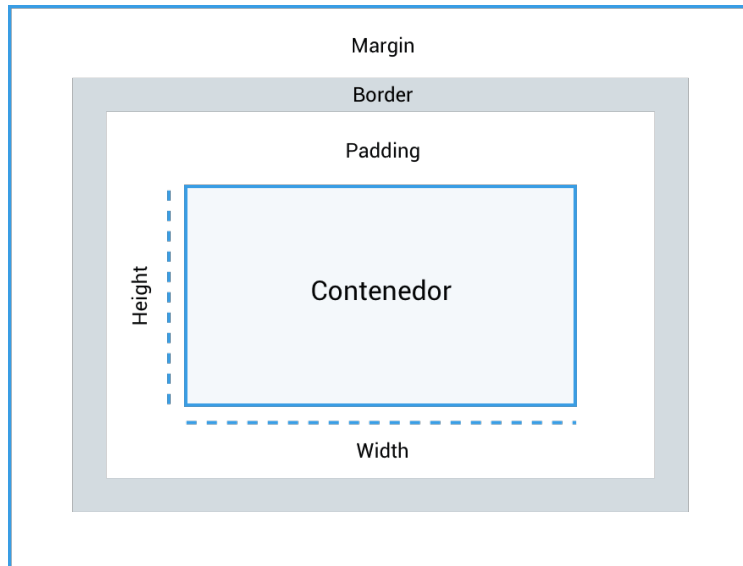 Margin
Border
Padding
Height
Contenedor
Width